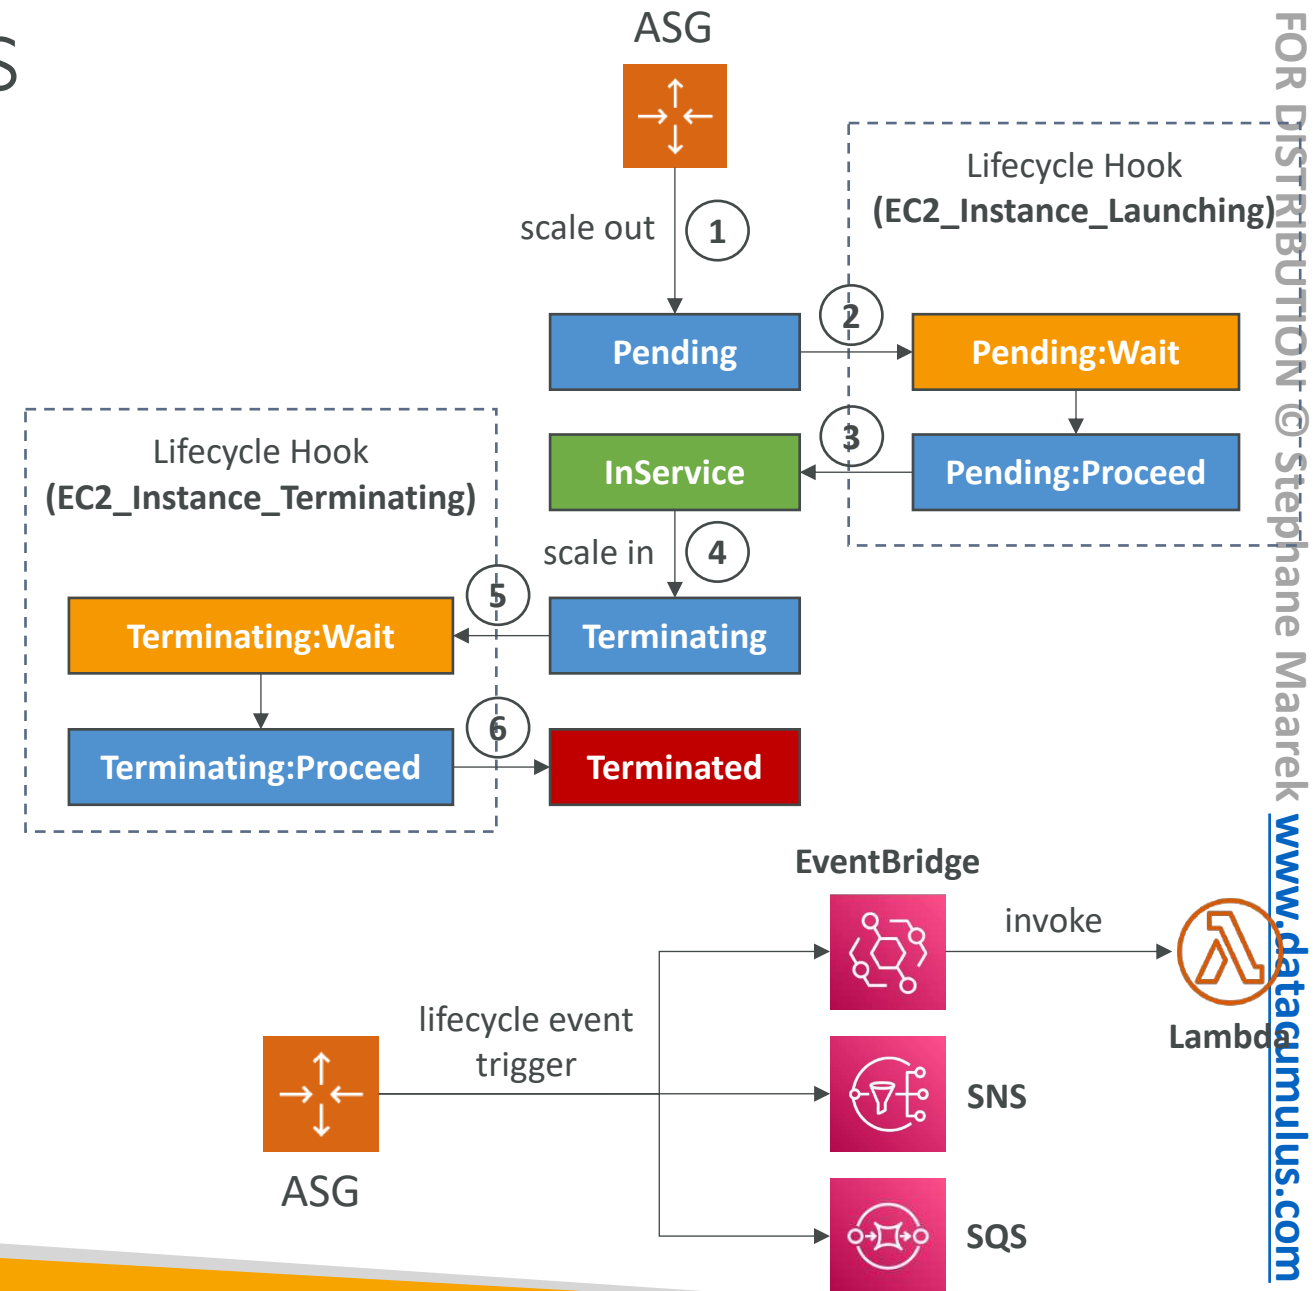 S
ASG
scale out
1
Lifecycle Hook
(EC2_Instance_Launching)
Pending
2
Pending:Wait
Lifecycle Hook
(EC2_Instance_Terminating)
InService
3
Pending:Proceed
scale in
4
Terminating:Wait
5
Terminating
Terminating:Proceed
6
Terminated
EventBridge
invoke
Lambda
lifecycle event
trigger
ASG
SNS
SQS
FOR DISTRIBUTION © Stephane Maarek www.datacumulus.com